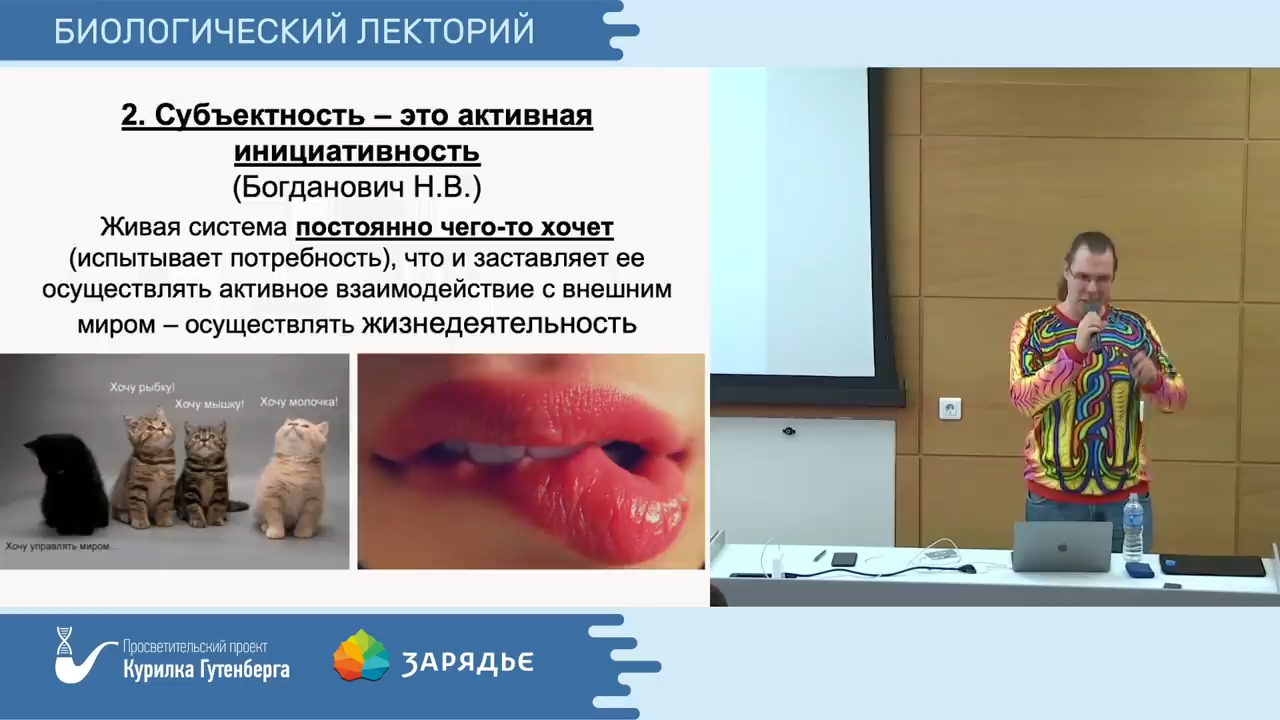 БИОЛОГИЧЕСКИЙ ЛЕКТОРИЙ
2. Субъектность – это активная
инициативность
(Богданович Н.В.)
Живая система постоянно чего-то хочет
(испытывает потребность), что и заставляет ее
осуществлять активное взаимодействие с внешним
миром – осуществлять жизнедеятельность
Хочу рыбку!
Хочу мышку!
Хочу молочка!
Хочу управлять миром...
Просветительский проект
Курилка Гутенберга
ЗАРЯДЬЕ